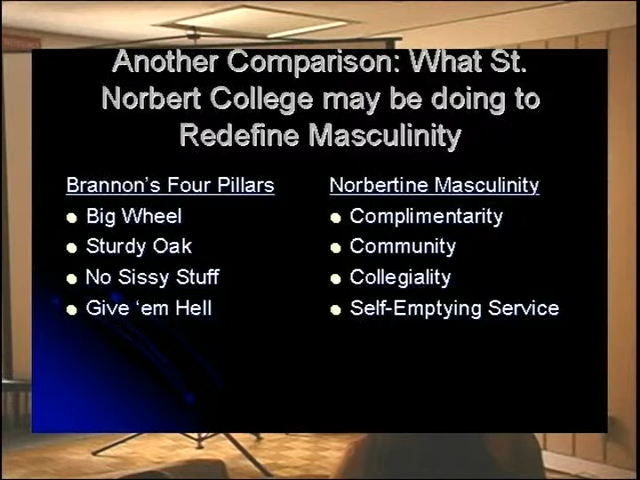 Another Comparison: What St.
Norbert College may be doing to
Redefine Masculinity
Brannon's Four Pillars
Big Wheel
Sturdy Oak
No Sissy Stuff
Give ‘em Hell
Norbertine Masculinity
Complimentarity
Community
Collegiality
Self-Emptying Service